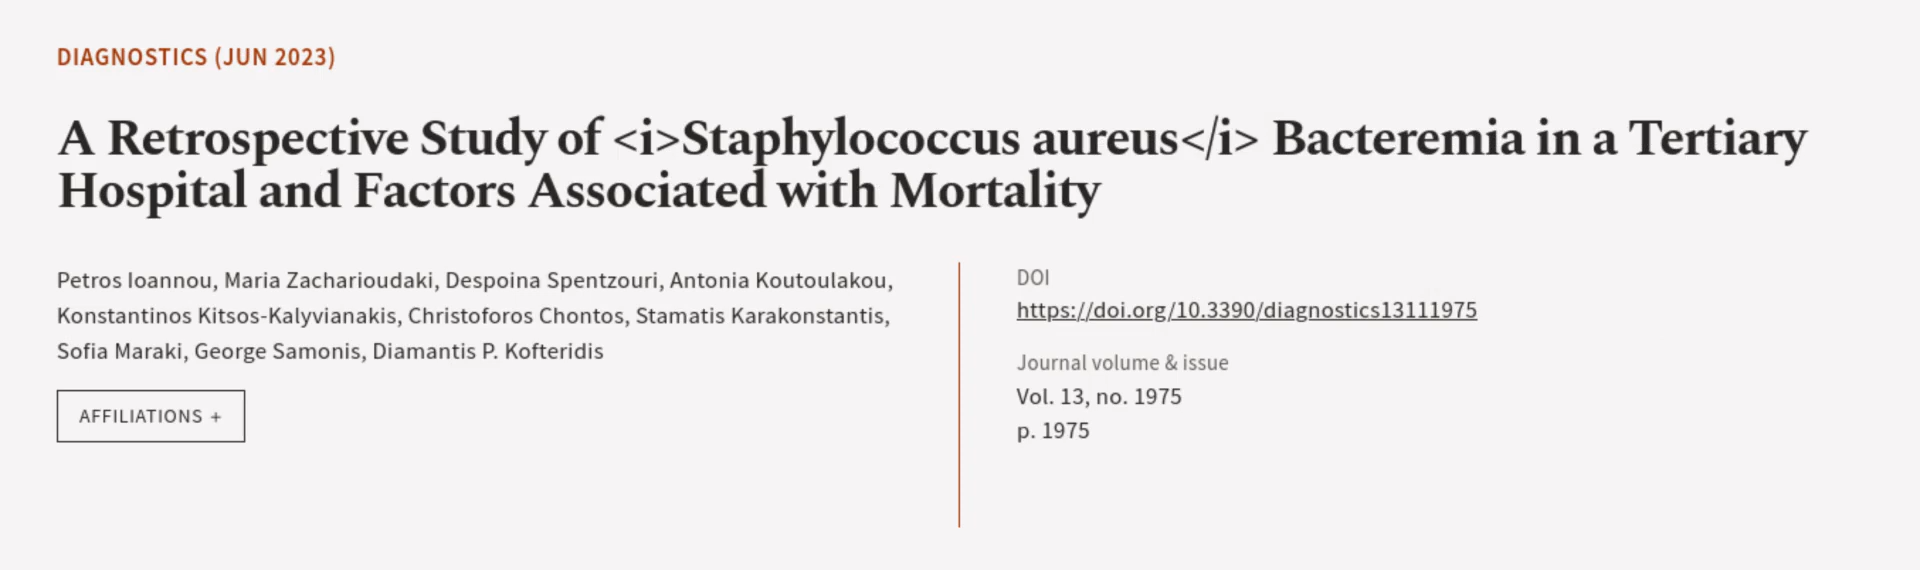 DIAGNOSTICS (JUN 2023)
A Retrospective Study of <i>Staphylococcus aureus</i> Bacteremia in a Tertiary
Hospital and Factors Associated with Mortality
Petros Ioannou, Maria Zacharioudaki, Despoina Spentzouri, Antonia Koutoulakou,
Konstantinos Kitsos-Kalyvianakis, Christoforos Chontos, Stamatis Karakonstantis,
Sofia Maraki, George Samonis, Diamantis P. Kofteridis
AFFILIATIONS +
DOI
https://doi.org/10.3390/diagnostics13111975
Journal volume & issue
Vol. 13, no. 1975
p. 1975